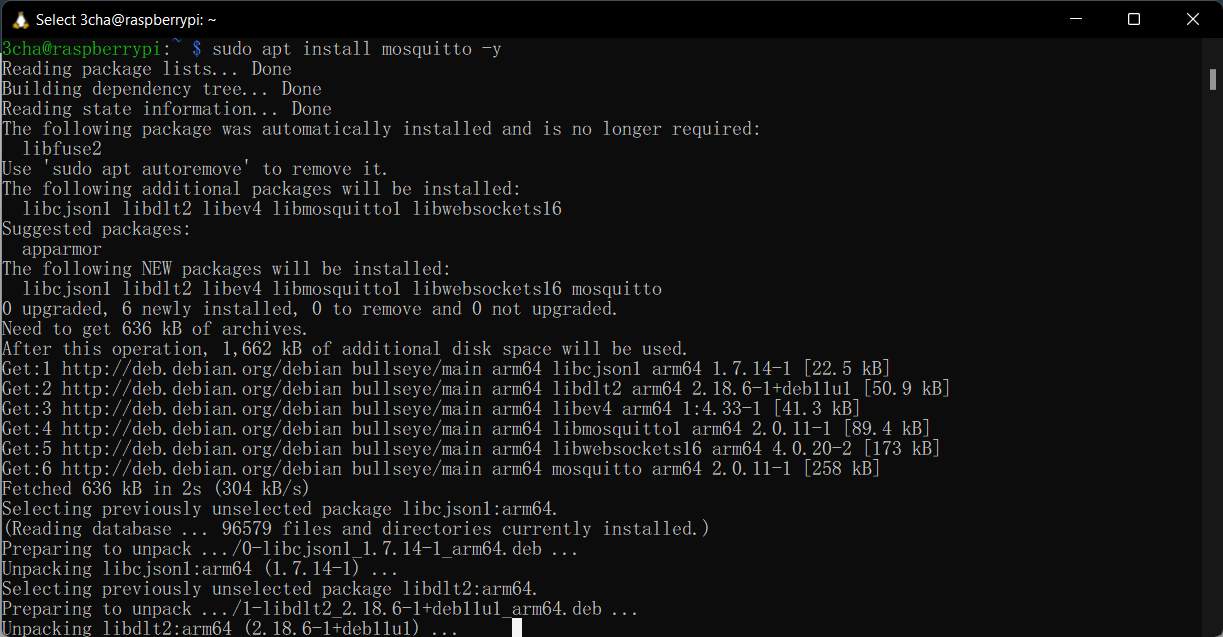 Select 3cha@raspberrypi: ~
3cha@raspberrypi:~ $ sudo apt install mosquitto -y
Reading package lists... Done
Building dependency tree... Done
Reading state information... Done
The following package was automatically installed and is no longer required:
  libfuse2
Use 'sudo apt autoremove' to remove it.
The following additional packages will be installed:
  libcjson1 libdlt2 libev4 libmosquitto1 libwebsockets16
Suggested packages:
  apparmor
The following NEW packages will be installed:
  libcjson1 libdlt2 libev4 libmosquitto1 libwebsockets16 mosquitto
0 upgraded, 6 newly installed, 0 to remove and 0 not upgraded.
Need to get 636 kB of archives.
After this operation, 1,662 kB of additional disk space will be used.
Get:1 http://deb.debian.org/debian bullseye/main arm64 libcjson1 arm64 1.7.14-1 [22.5 kB]
Get:2 http://deb.debian.org/debian bullseye/main arm64 libdlt2 arm64 2.18.6-1+deb11u1 [50.9 kB]
Get:3 http://deb.debian.org/debian bullseye/main arm64 libev4 arm64 1:4.33-1 [41.3 kB]
Get:4 http://deb.debian.org/debian bullseye/main arm64 libmosquitto1 arm64 2.0.11-1 [89.4 kB]
Get:5 http://deb.debian.org/debian bullseye/main arm64 libwebsockets16 arm64 4.0.20-2 [173 kB]
Get:6 http://deb.debian.org/debian bullseye/main arm64 mosquitto arm64 2.0.11-1 [258 kB]
Fetched 636 kB in 2s (304 kB/s)
Selecting previously unselected package libcjson1:arm64.
(Reading database ... 96579 files and directories currently installed.)
Preparing to unpack .../0-libcjson1_1.7.14-1_arm64.deb ...
Unpacking libcjson1:arm64 (1.7.14-1) ...
Selecting previously unselected package libdlt2:arm64.
Preparing to unpack .../1-libdlt2_2.18.6-1+deb11u1_arm64.deb ...
Unpacking libdlt2:arm64 (2.18.6-1+deb11u1) ...